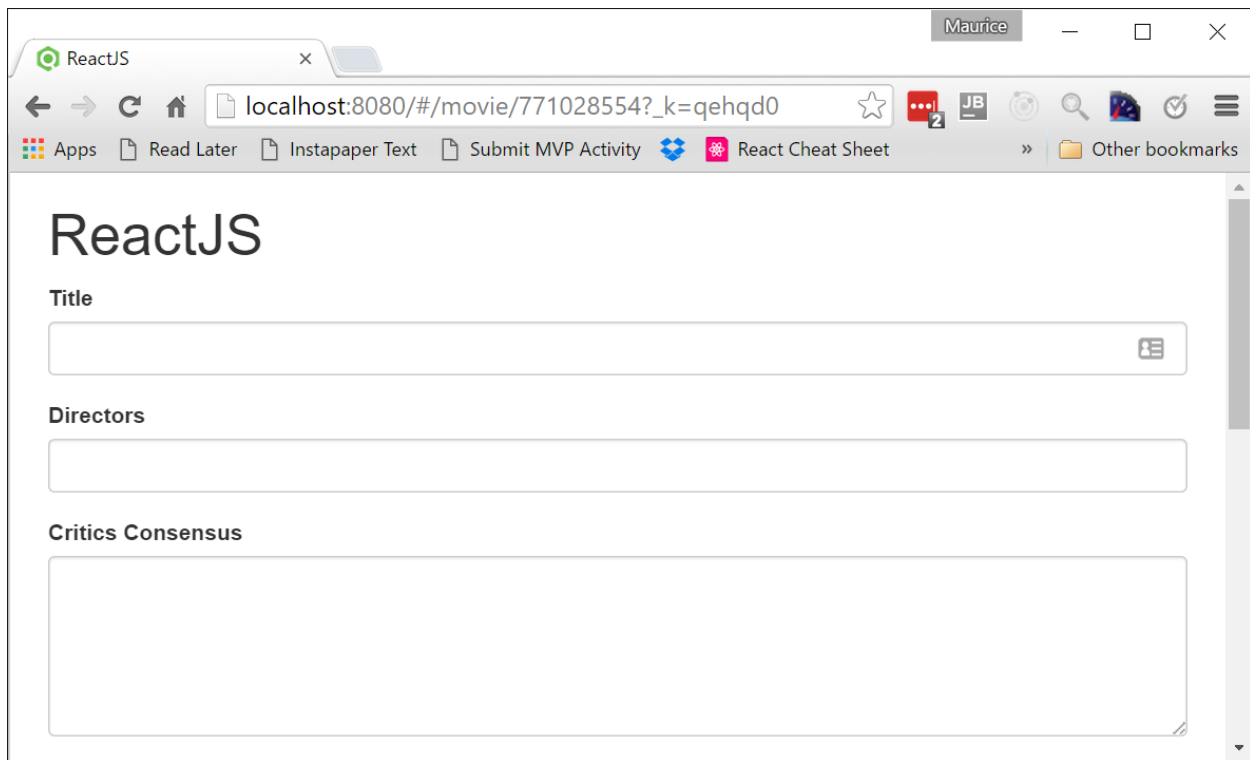 Maurice
ReactJS
localhost:8080/#/movie/771028554?_k=qehqd0
2
JB
Apps Read Later Instapaper Text Submit MVP Activity React Cheat Sheet » Other bookmarks
ReactJS
Title
Directors
Critics Consensus